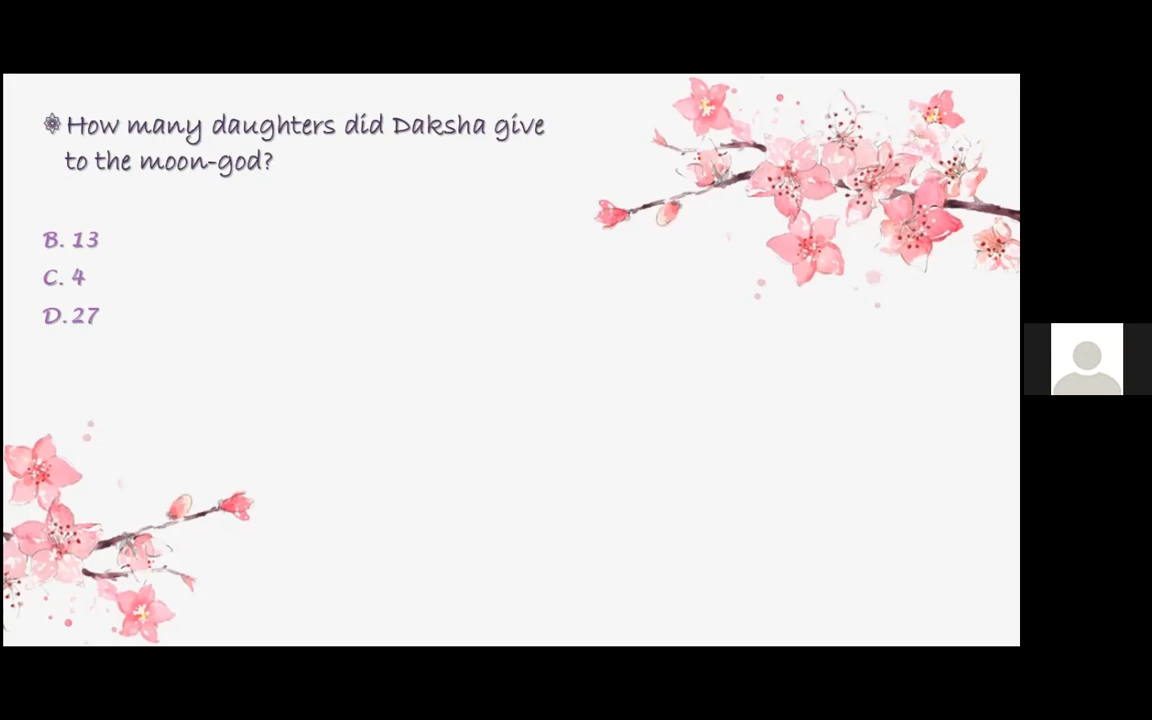 How many daughters did Daksha give
to the moon-god?
B. 13
C. 4
D. 27